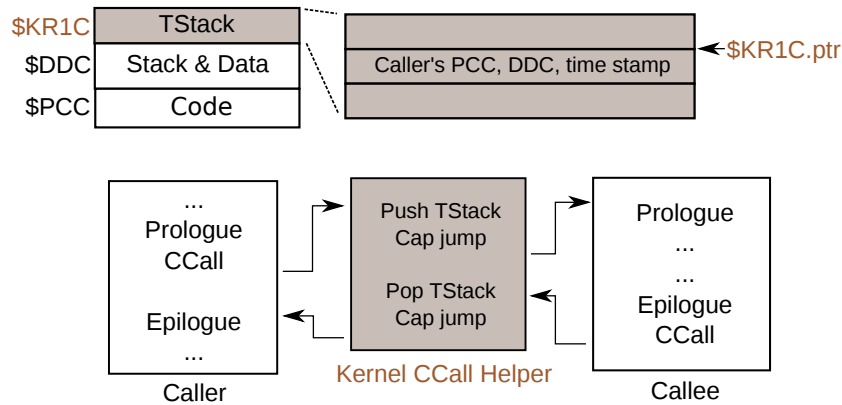 $KR1C
TStack
$DDC
Stack & Data
$PCC
Code
Caller's PCC, DDC, time stamp
$KR1C.ptr
...
Prologue
CCall
Epilogue
...
Caller
Push TStack
Cap jump
Pop TStack
Cap jump
Kernel CCall Helper
Prologue
...
...
Epilogue
CCall
Callee